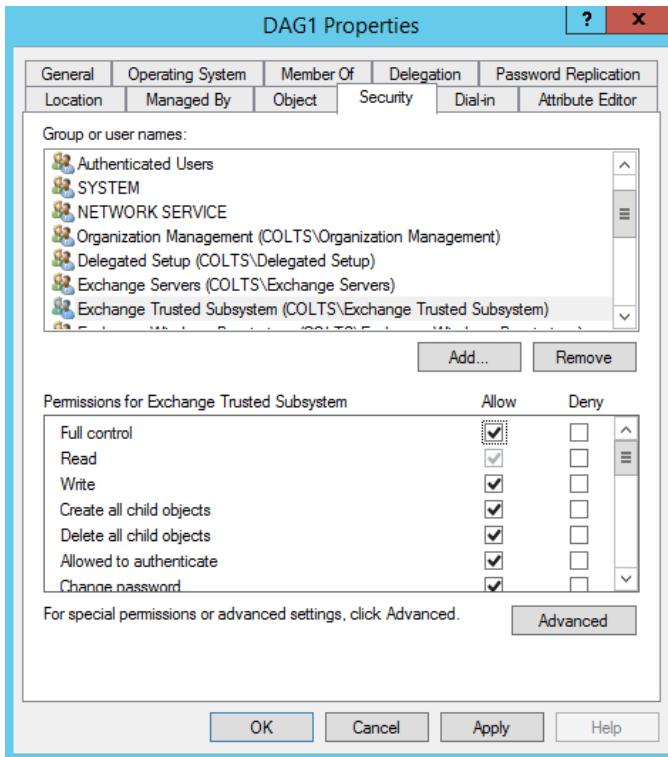 DAG1 Properties
? x
General Operating System Member Of Delegation Password Replication
Location Managed By Object Security Dial-in Attribute Editor
Group or user names:
Authenticated Users
SYSTEM
NETWORK SERVICE
Organization Management (COLTS\Organization Management)
Delegated Setup (COLTS\Delegated Setup)
Exchange Servers (COLTS\Exchange Servers)
Exchange Trusted Subsystem (COLTS\Exchange Trusted Subsystem)
Add... Remove
Permissions for Exchange Trusted Subsystem Allow Deny
Full control
Read
Write
Create all child objects
Delete all child objects
Allowed to authenticate
Change password
For special permissions or advanced settings, click Advanced. Advanced
OK Cancel Apply Help